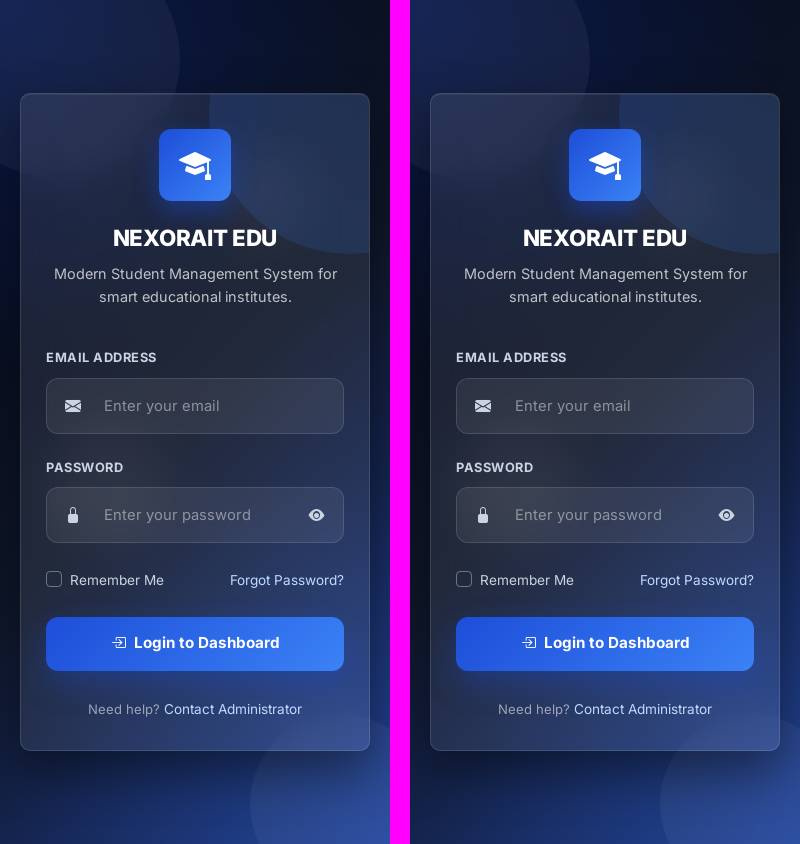 NEXORAIT EDU
Modern Student Management System for
smart educational institutes.
EMAIL ADDRESS
Enter your email
PASSWORD
Enter your password
Remember Me
Forgot Password?
Login to Dashboard
Need help? Contact Administrator
NEXORAIT EDU
Modern Student Management System for
smart educational institutes.
EMAIL ADDRESS
Enter your email
PASSWORD
Enter your password
Remember Me
Forgot Password?
Login to Dashboard
Need help? Contact Administrator